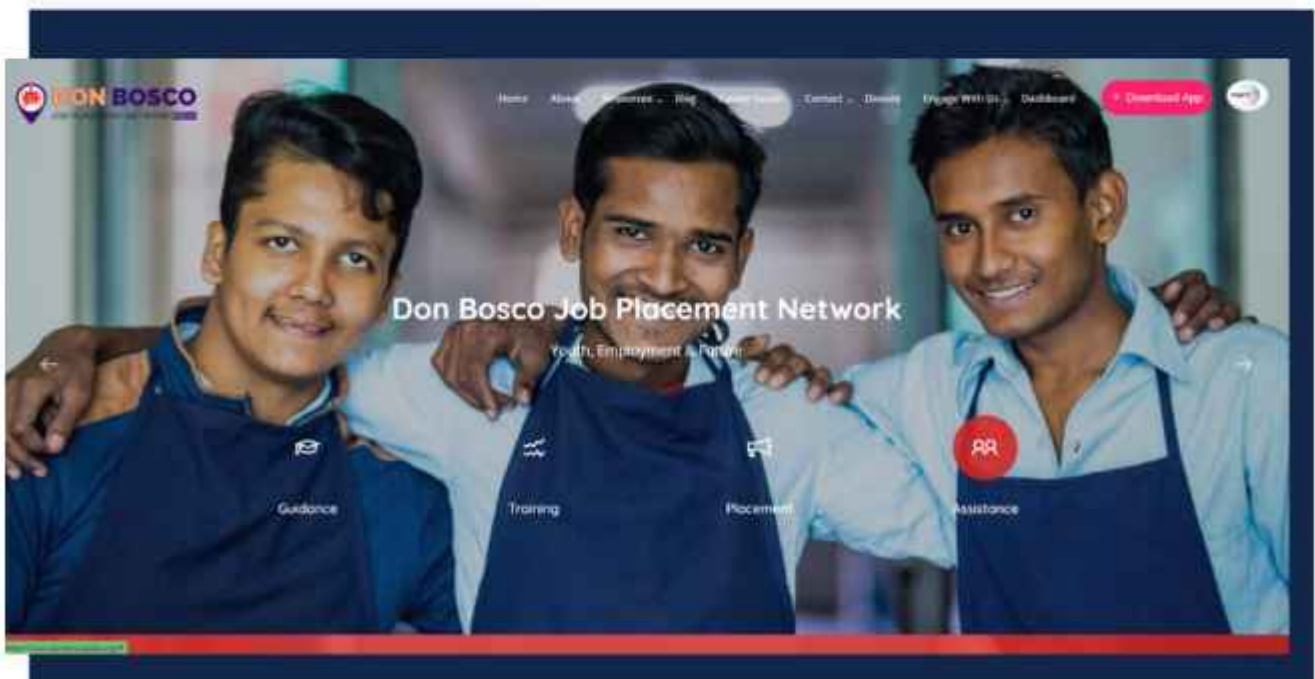 DON BOSCO
Home About Resources Blog Contact Donate Engage With Us Dashboard + Download App
Don Bosco Job Placement Network
Youth, Employment &
Guidance Training Placement Assistance